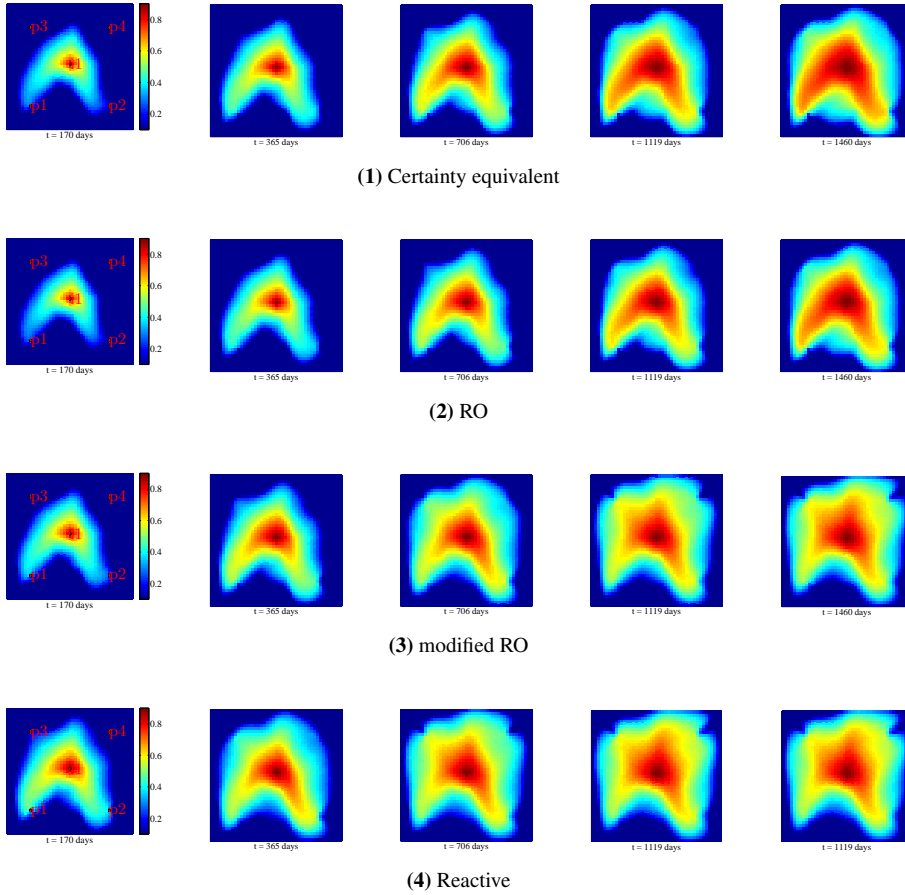 p3 p4
1
p1 p2
0.8
0.6
0.4
0.2
t = 170 days t = 365 days t = 706 days t = 1119 days t = 1460 days
(1) Certainty equivalent
p3 p4
1
p1 p2
0.8
0.6
0.4
0.2
t = 170 days t = 365 days t = 706 days t = 1119 days t = 1460 days
(2) RO
p3 p4
1
p1 p2
0.8
0.6
0.4
0.2
t = 170 days t = 365 days t = 706 days t = 1119 days t = 1460 days
(3) modified RO
p3 p4
p1 p2
0.8
0.6
0.4
0.2
t = 170 days t = 365 days t = 706 days t = 1119 days t = 1119 days
(4) Reactive